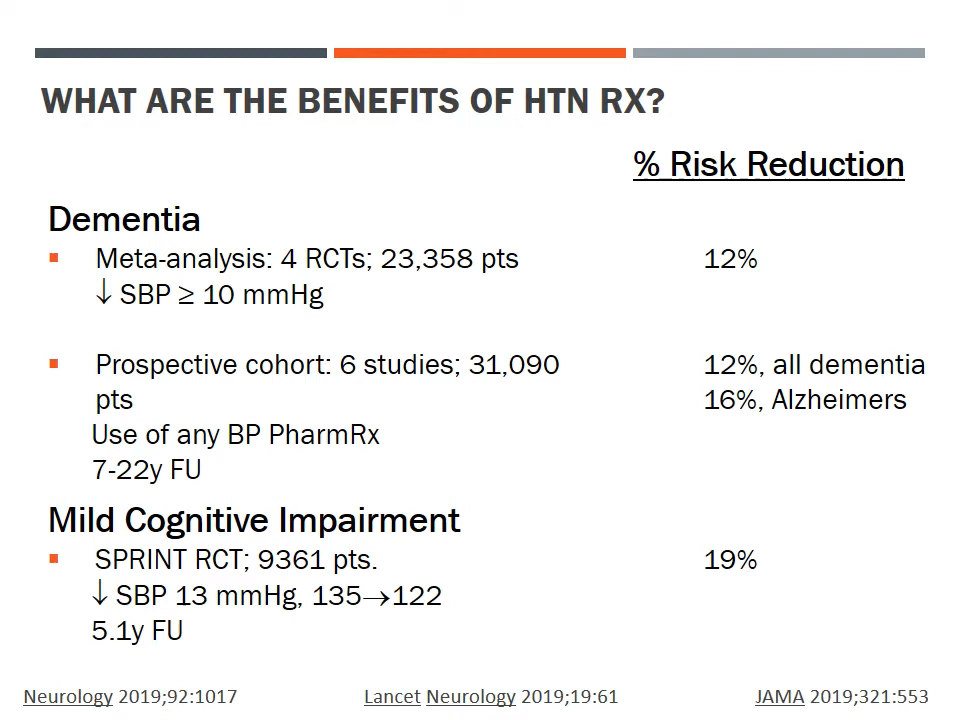 WHAT ARE THE BENEFITS OF HTN RX?
% Risk Reduction
Dementia
▪ Meta-analysis: 4 RCTs; 23,358 pts 12%
↓ SBP ≥ 10 mmHg
▪ Prospective cohort: 6 studies; 31,090 12%, all dementia
pts 16%, Alzheimers
Use of any BP PharmRx
7-22y FU
Mild Cognitive Impairment
▪ SPRINT RCT; 9361 pts. 19%
↓ SBP 13 mmHg, 135→122
5.1y FU
Neurology 2019;92:1017 Lancet Neurology 2019;19:61 JAMA 2019;321:553